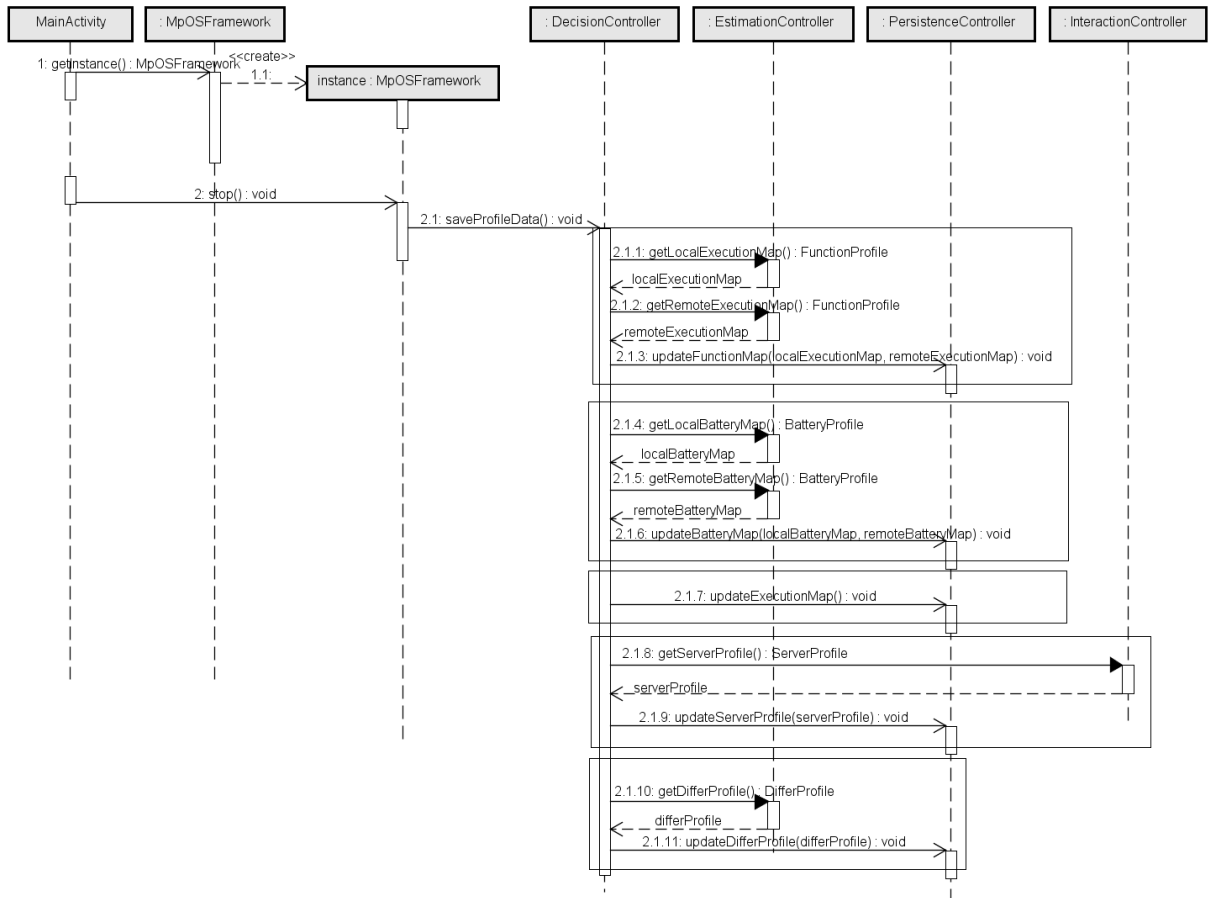 MainActivity
: MpOSFramework
: DecisionController
: EstimationController
: PersistenceController
: InteractionController
<<create>>
1: getInstance() : MpOSFramework
1.1:
instance : MpOSFramework
2: stop() : void
2.1: saveProfileData() : void
2.1.1: getLocalExecutionMap() : FunctionProfile
localExecutionMap
2.1.2: getRemoteExecutionMap() : FunctionProfile
remoteExecutionMap
2.1.3: updateFunctionMap(localExecutionMap, remoteExecutionMap) : void
2.1.4: getLocalBatteryMap() : BatteryProfile
localBatteryMap
2.1.5: getRemoteBatteryMap() : BatteryProfile
remoteBatteryMap
2.1.6: updateBatteryMap(localBatteryMap, remoteBatteryMap) : void
2.1.7: updateExecutionMap() : void
2.1.8: getServerProfile() : ServerProfile
serverProfile
2.1.9: updateServerProfile(serverProfile) : void
2.1.10: getDifferProfile() : DifferProfile
differProfile
2.1.11: updateDifferProfile(differProfile) : void